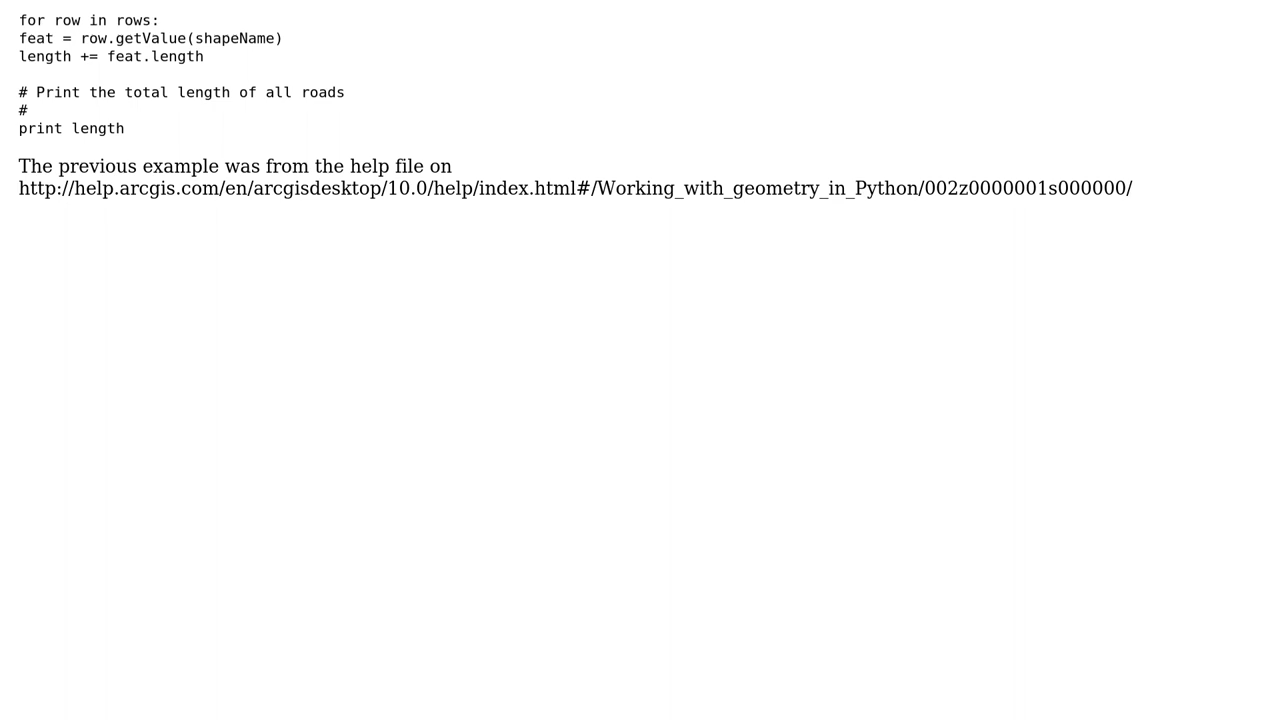 for row in rows:
feat = row.getValue(shapeName)
length += feat.length
# Print the total length of all roads
#
print length
The previous example was from the help file on
http://help.arcgis.com/en/arcgisdesktop/10.0/help/index.html#/Working_with_geometry_in_Python/002z0000001s000000/